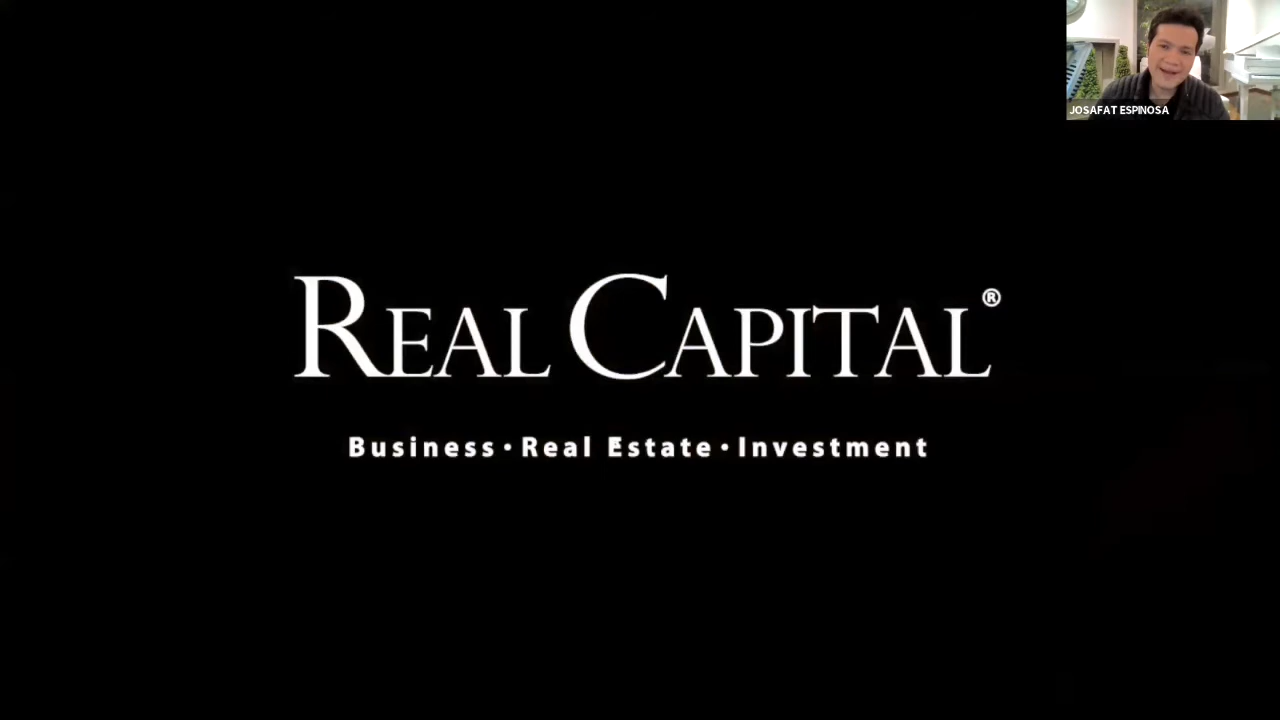 JOSAFAT ESPINOSA
REAL CAPITAL®
Business · Real Estate · Investment